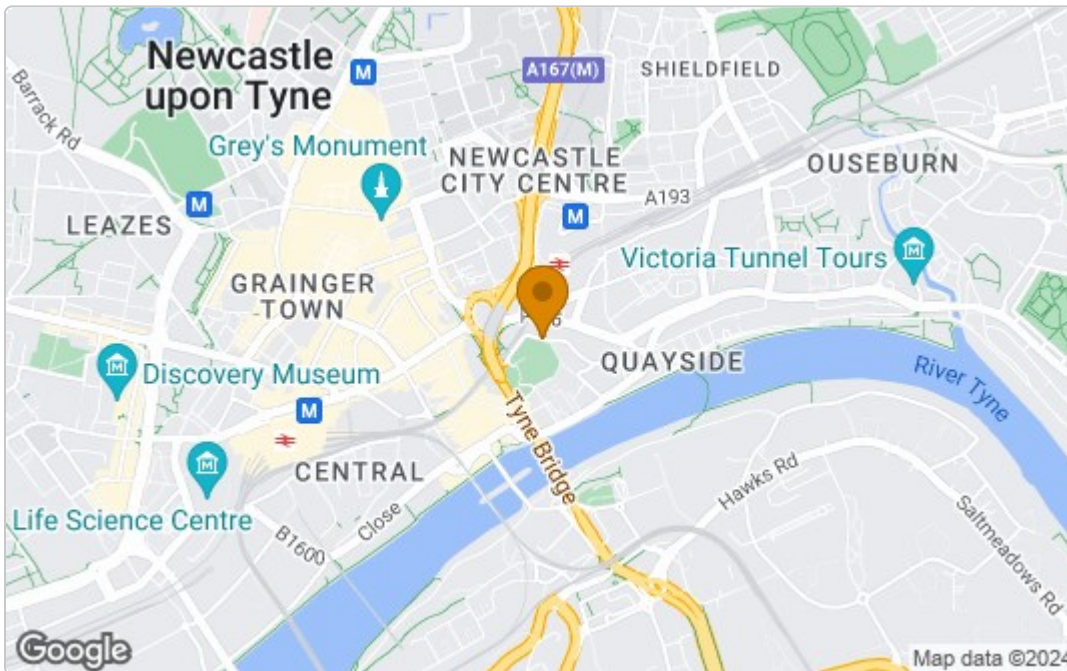 Newcastle
upon Tyne
M
A167(M)
SHIELDFIELD
Barrack Rd
Grey's Monument
NEWCASTLE
CITY CENTRE
OUSEBURN
A193
M
M
LEAZES
Victoria Tunnel Tours
GRAINGER
TOWN
QUAYSIDE
Discovery Museum
River Tyne
M
Tyne Bridge
CENTRAL
Hawks Rd
Close
Life Science Centre
B1600
Saltmeadows Rd
Google
Map data ©2024